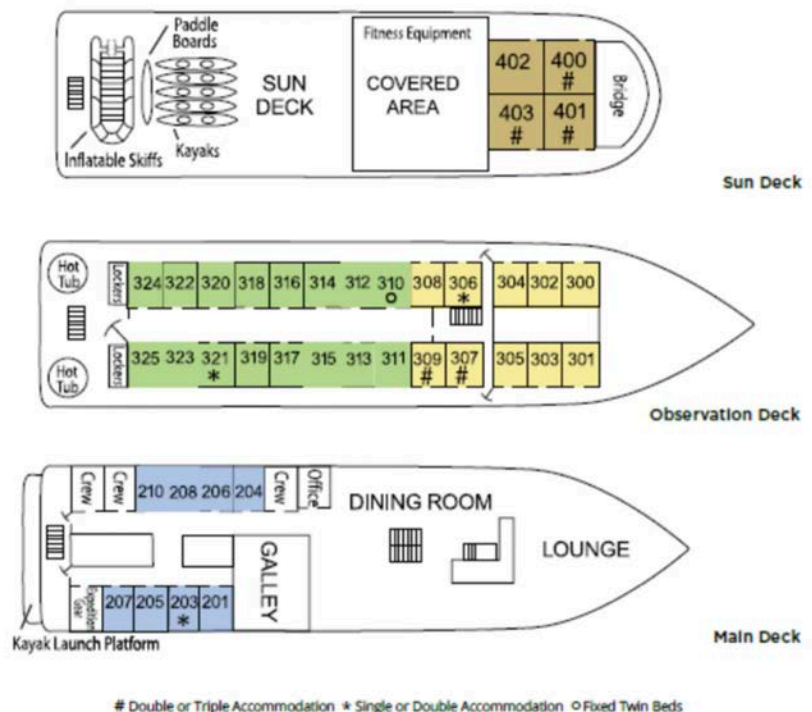 Paddle
Boards
Fitness Equipment
SUN
DECK
COVERED
AREA
402 400
#
403 401
# #
Bridge
Inflatable Skiffs
Kayaks
Sun Deck
Hot
Tub
Lockers
324 322 320 318 316 314 312 310 308 306 304 302 300
o *
Hot
Tub
Lockers
325 323 321 319 317 315 313 311 309 307 305 303 301
* # #
Observation Deck
Crew Crew 210 208 206 204 Crew Office
DINING ROOM
LOUNGE
GALLEY
Expedition
Gear
207 205 203 201
*
Kayak Launch Platform
Main Deck
# Double or Triple Accommodation * Single or Double Accommodation o Fixed Twin Beds